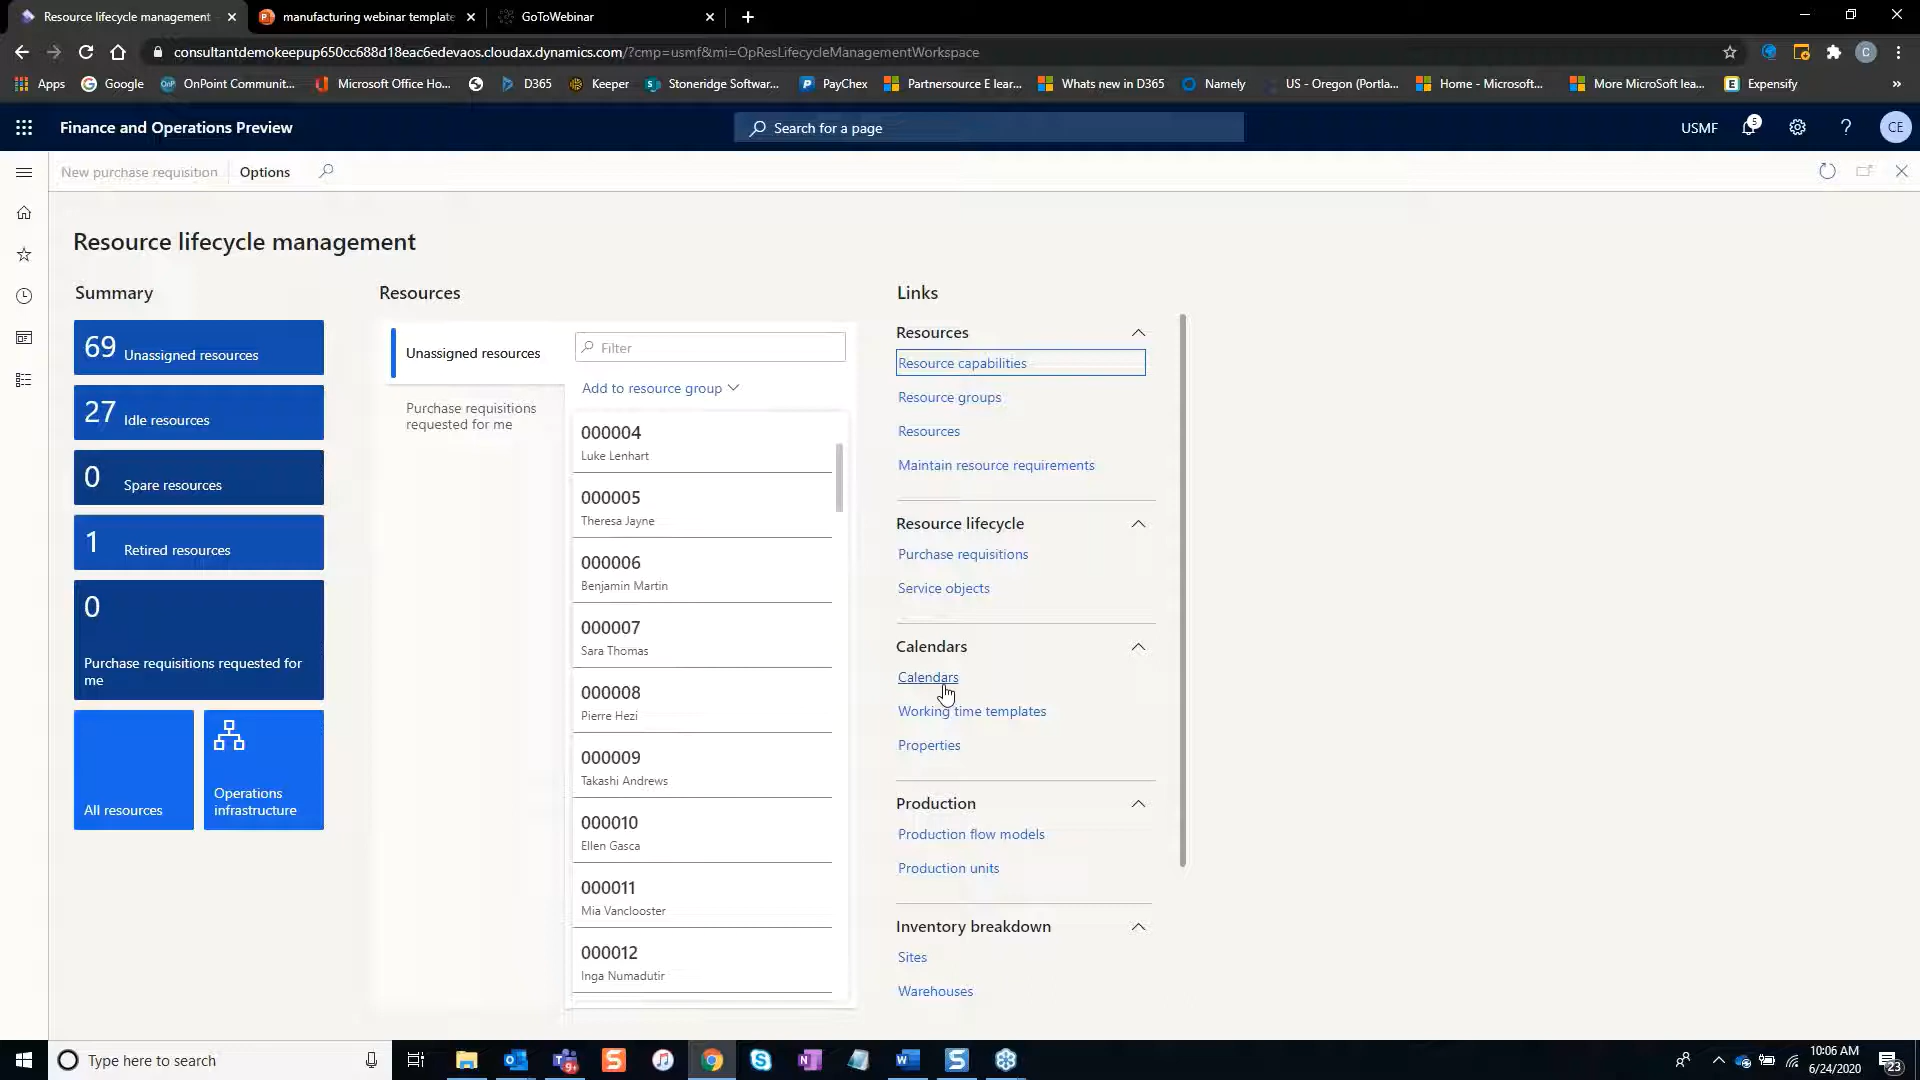 Resource lifecycle management
manufacturing webinar template
GoToWebinar
consultantdemokeepup650cc688d18eac6edevaos.cloudax.dynamics.com/?cmp=usmf&mi=OpResLifecycleManagementWorkspace
C
Apps
Google
OnPoint Communit...
Microsoft Office Ho...
D365
Keeper
Stoneridge Softwar...
PayChex
Partnersource E lear...
Whats new in D365
Namely
US - Oregon (Portla...
Home - Microsoft...
More MicroSoft lea...
Expensify
»
Finance and Operations Preview
Search for a page
USMF
5
?
CE
New purchase requisition
Options
Resource lifecycle management
Summary
69 Unassigned resources
27 Idle resources
0 Spare resources
1 Retired resources
0
Purchase requisitions requested for
me
All resources
Operations
infrastructure
Resources
Unassigned resources
Purchase requisitions
requested for me
Filter
Add to resource group
000004
Luke Lenhart
000005
Theresa Jayne
000006
Benjamin Martin
000007
Sara Thomas
000008
Pierre Hezi
000009
Takashi Andrews
000010
Ellen Gasca
000011
Mia Vanclooster
000012
Inga Numadutir
Links
Resources
Resource capabilities
Resource groups
Resources
Maintain resource requirements
Resource lifecycle
Purchase requisitions
Service objects
Calendars
Calendars
Working time templates
Properties
Production
Production flow models
Production units
Inventory breakdown
Sites
Warehouses
Type here to search
9+
10:06 AM
6/24/2020
23